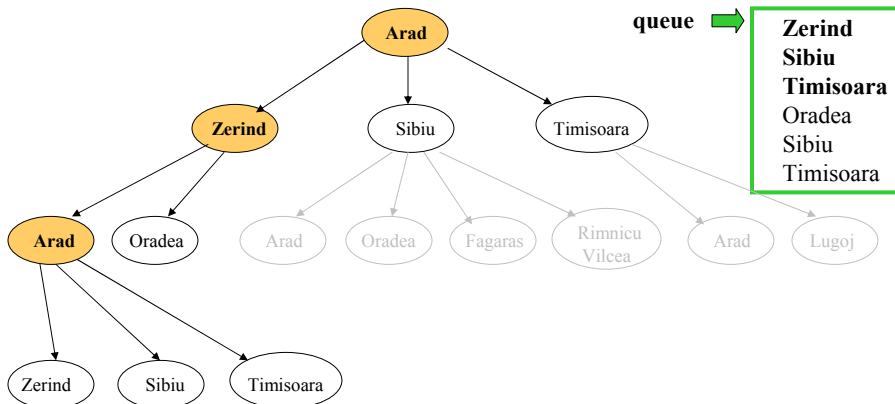 Arad
queue
Zerind
Sibiu
Timisoara
Oradea
Sibiu
Timisoara
Zerind
Sibiu
Timisoara
Arad
Oradea
Arad
Oradea
Fagaras
Rimnicu
Vilcea
Arad
Lugoj
Zerind
Sibiu
Timisoara